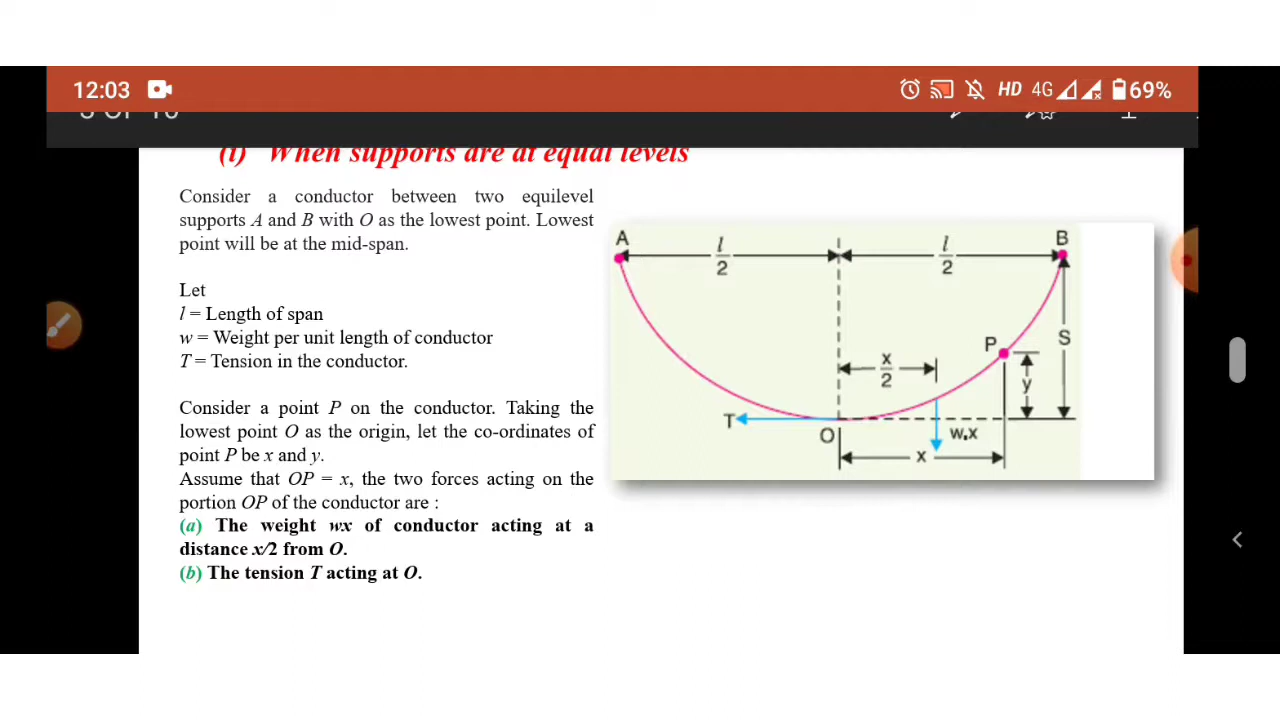 12:03 HD 4G 69%
(i) When supports are at equal levels
Consider a conductor between two equilevel
supports A and B with O as the lowest point. Lowest
point will be at the mid-span.
Let
l = Length of span
w = Weight per unit length of conductor
T = Tension in the conductor.
Consider a point P on the conductor. Taking the
lowest point O as the origin, let the co-ordinates of
point P be x and y.
Assume that OP = x, the two forces acting on the
portion OP of the conductor are :
(a) The weight wx of conductor acting at a
distance x/2 from O.
(b) The tension T acting at O.
A
l
2
l
2
B
S
P
x
2
y
T
O
w.x
x